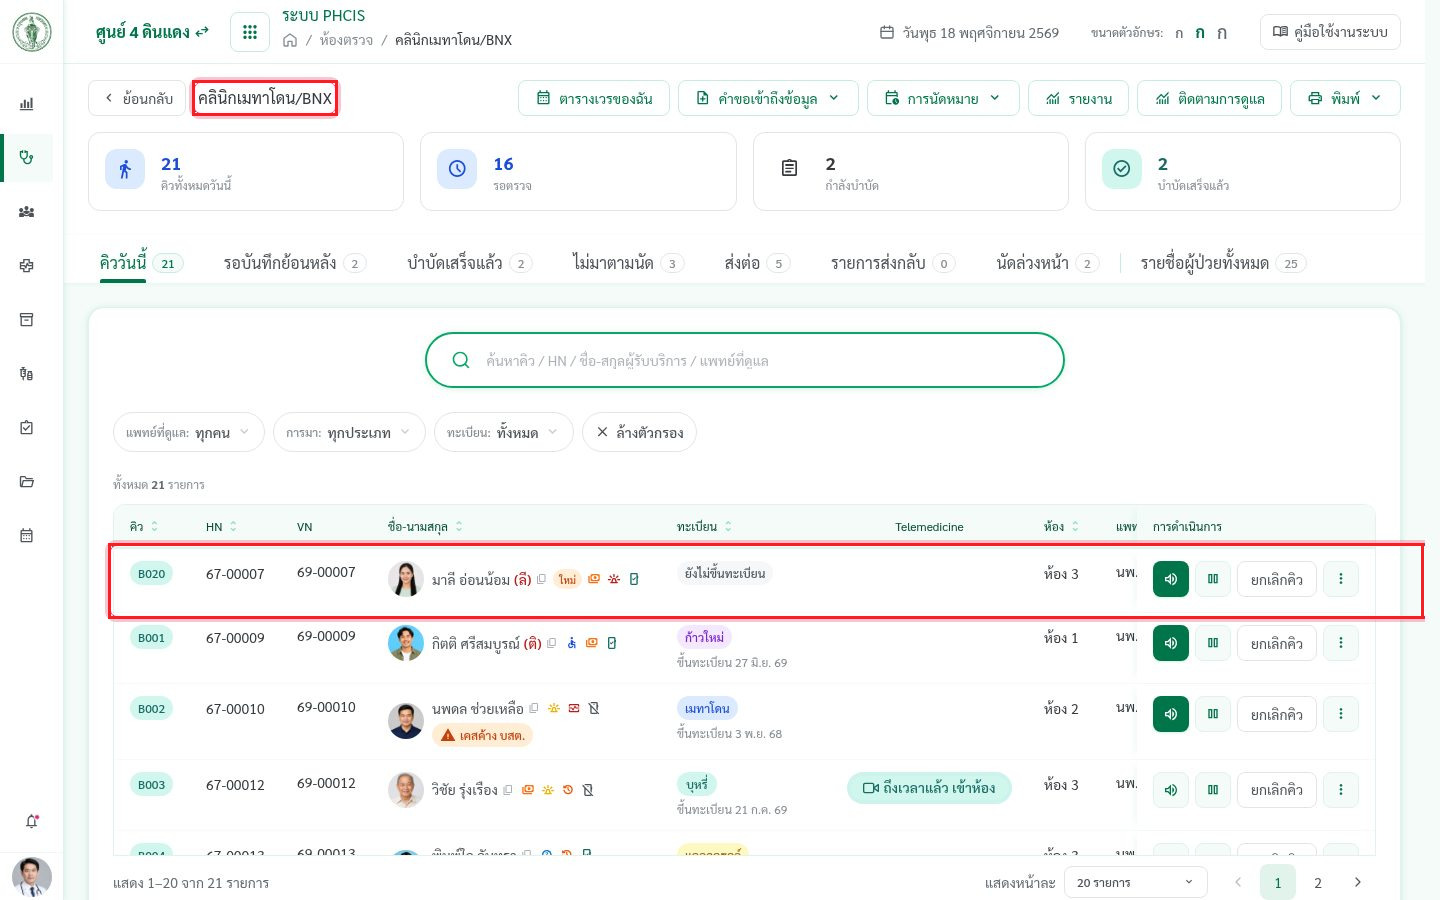 ศูนย์ 4 ดินแดง
ระบบ PHCIS
/ ห้องตรวจ / คลินิกเมทาโดน/BNX
วันพุธ 18 พฤศจิกายน 2569
ขนาดตัวอักษร: ก ก ก
คู่มือใช้งานระบบ
ย้อนกลับ
คลินิกเมทาโดน/BNX
ตารางเวรของฉัน
คำขอเข้าถึงข้อมูล
การนัดหมาย
รายงาน
ติดตามการดูแล
พิมพ์
21
คิวทั้งหมดวันนี้
16
รอตรวจ
2
กำลังบำบัด
2
บำบัดเสร็จแล้ว
คิววันนี้ 21
รอบันทึกย้อนหลัง 2
บำบัดเสร็จแล้ว 2
ไม่มาตามนัด 3
ส่งต่อ 5
รายการส่งกลับ 0
นัดล่วงหน้า 2
รายชื่อผู้ป่วยทั้งหมด 25
ค้นหาคิว / HN / ชื่อ-สกุลผู้รับบริการ / แพทย์ที่ดูแล
แพทย์ที่ดูแล: ทุกคน
การมา: ทุกประเภท
ทะเบียน: ทั้งหมด
ล้างตัวกรอง
ทั้งหมด 21 รายการ
คิว HN VN ชื่อ-นามสกุล ทะเบียน Telemedicine ห้อง แพท การดำเนินการ
B020 67-00007 69-00007 มาลี อ่อนน้อม (ลี) ใหม่ ยังไม่ขึ้นทะเบียน ห้อง 3 นพ. ยกเลิกคิว
B001 67-00009 69-00009 กิตติ ศรีสมบูรณ์ (ติ) ก้าวใหม่ ห้อง 1 นพ. ยกเลิกคิว
ขึ้นทะเบียน 27 มิ.ย. 69
B002 67-00010 69-00010 นพดล ช่วยเหลือ เมทาโดน ห้อง 2 นพ. ยกเลิกคิว
เคสค้าง บสต. ขึ้นทะเบียน 3 พ.ย. 68
B003 67-00012 69-00012 วิชัย รุ่งเรือง บุหรี่ ถึงเวลาแล้ว เข้าห้อง ห้อง 3 นพ. ยกเลิกคิว
ขึ้นทะเบียน 21 ก.ค. 69
แสดง 1–20 จาก 21 รายการ
แสดงหน้าละ 20 รายการ
1 2